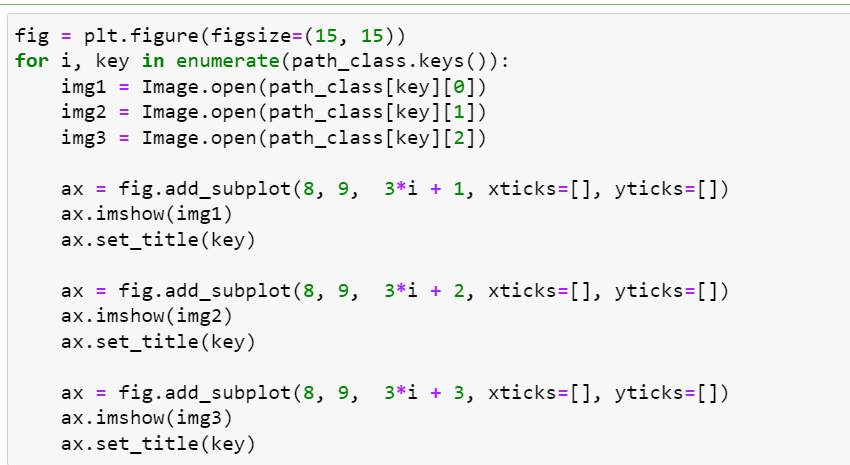 fig = plt.figure(figsize=(15, 15))
for i, key in enumerate(path_class.keys()):
    img1 = Image.open(path_class[key][0])
    img2 = Image.open(path_class[key][1])
    img3 = Image.open(path_class[key][2])

    ax = fig.add_subplot(8, 9,  3*i + 1, xticks=[], yticks=[])
    ax.imshow(img1)
    ax.set_title(key)

    ax = fig.add_subplot(8, 9,  3*i + 2, xticks=[], yticks=[])
    ax.imshow(img2)
    ax.set_title(key)

    ax = fig.add_subplot(8, 9,  3*i + 3, xticks=[], yticks=[])
    ax.imshow(img3)
    ax.set_title(key)